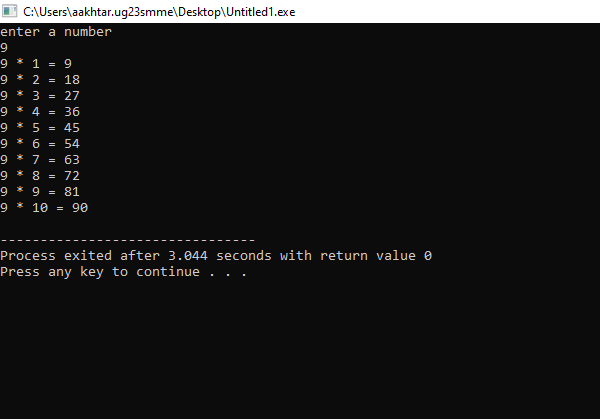 C:\Users\aakhtar.ug23smme\Desktop\Untitled1.exe
enter a number
9
9 * 1 = 9
9 * 2 = 18
9 * 3 = 27
9 * 4 = 36
9 * 5 = 45
9 * 6 = 54
9 * 7 = 63
9 * 8 = 72
9 * 9 = 81
9 * 10 = 90
--------------------------------
Process exited after 3.044 seconds with return value 0
Press any key to continue . . .